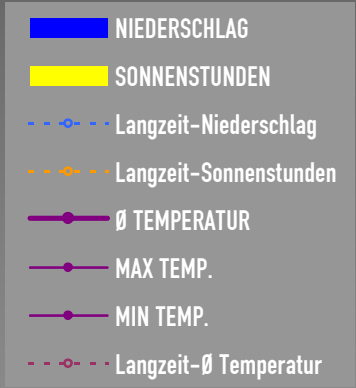 NIEDERSCHLAG
SONNENSTUNDEN
Langzeit-Niederschlag
Langzeit-Sonnenstunden
Ø TEMPERATUR
MAX TEMP.
MIN TEMP.
Langzeit-Ø Temperatur